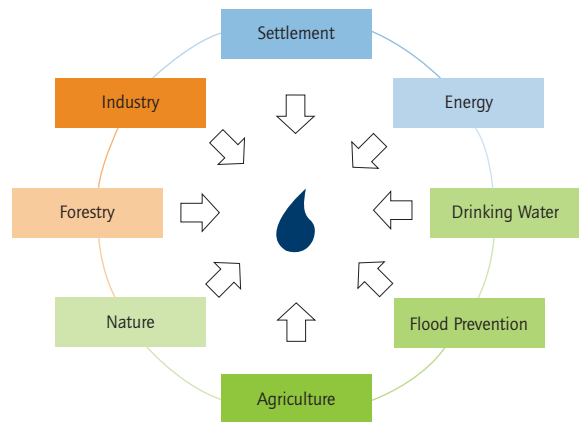 Settlement
Industry
Energy
Forestry
Drinking Water
Nature
Flood Prevention
Agriculture